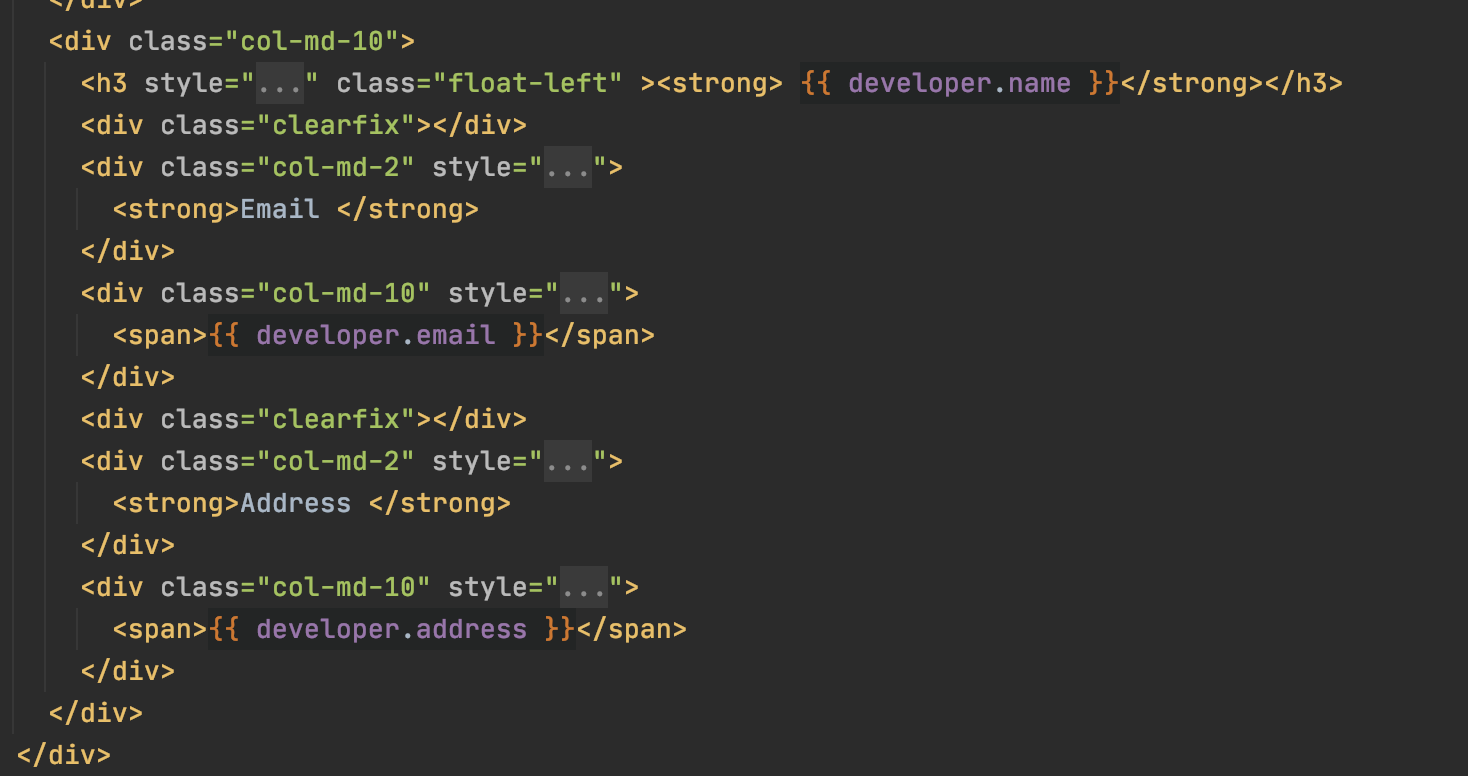 </div>
<div class="col-md-10">
<h3 style="..." class="float-left" ><strong> {{ developer.name }}</strong></h3>
<div class="clearfix"></div>
<div class="col-md-2" style="...">
<strong>Email </strong>
</div>
<div class="col-md-10" style="...">
<span>{{ developer.email }}</span>
</div>
<div class="clearfix"></div>
<div class="col-md-2" style="...">
<strong>Address </strong>
</div>
<div class="col-md-10" style="...">
<span>{{ developer.address }}</span>
</div>
</div>
</div>